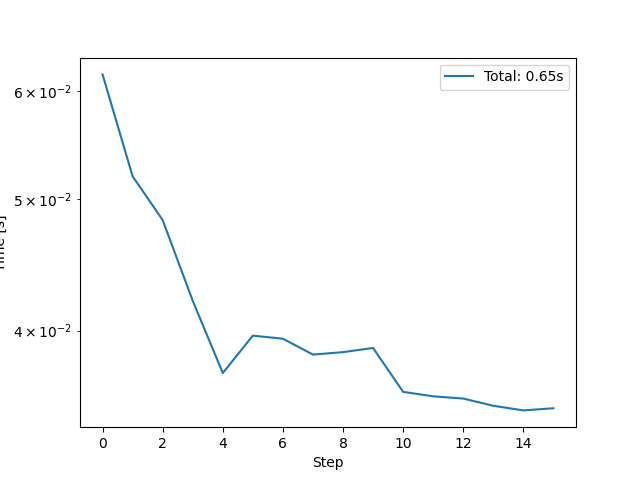 Total: 0.65s
6 × 10⁻²
5 × 10⁻²
4 × 10⁻²
Time [s]
0 2 4 6 8 10 12 14
Step